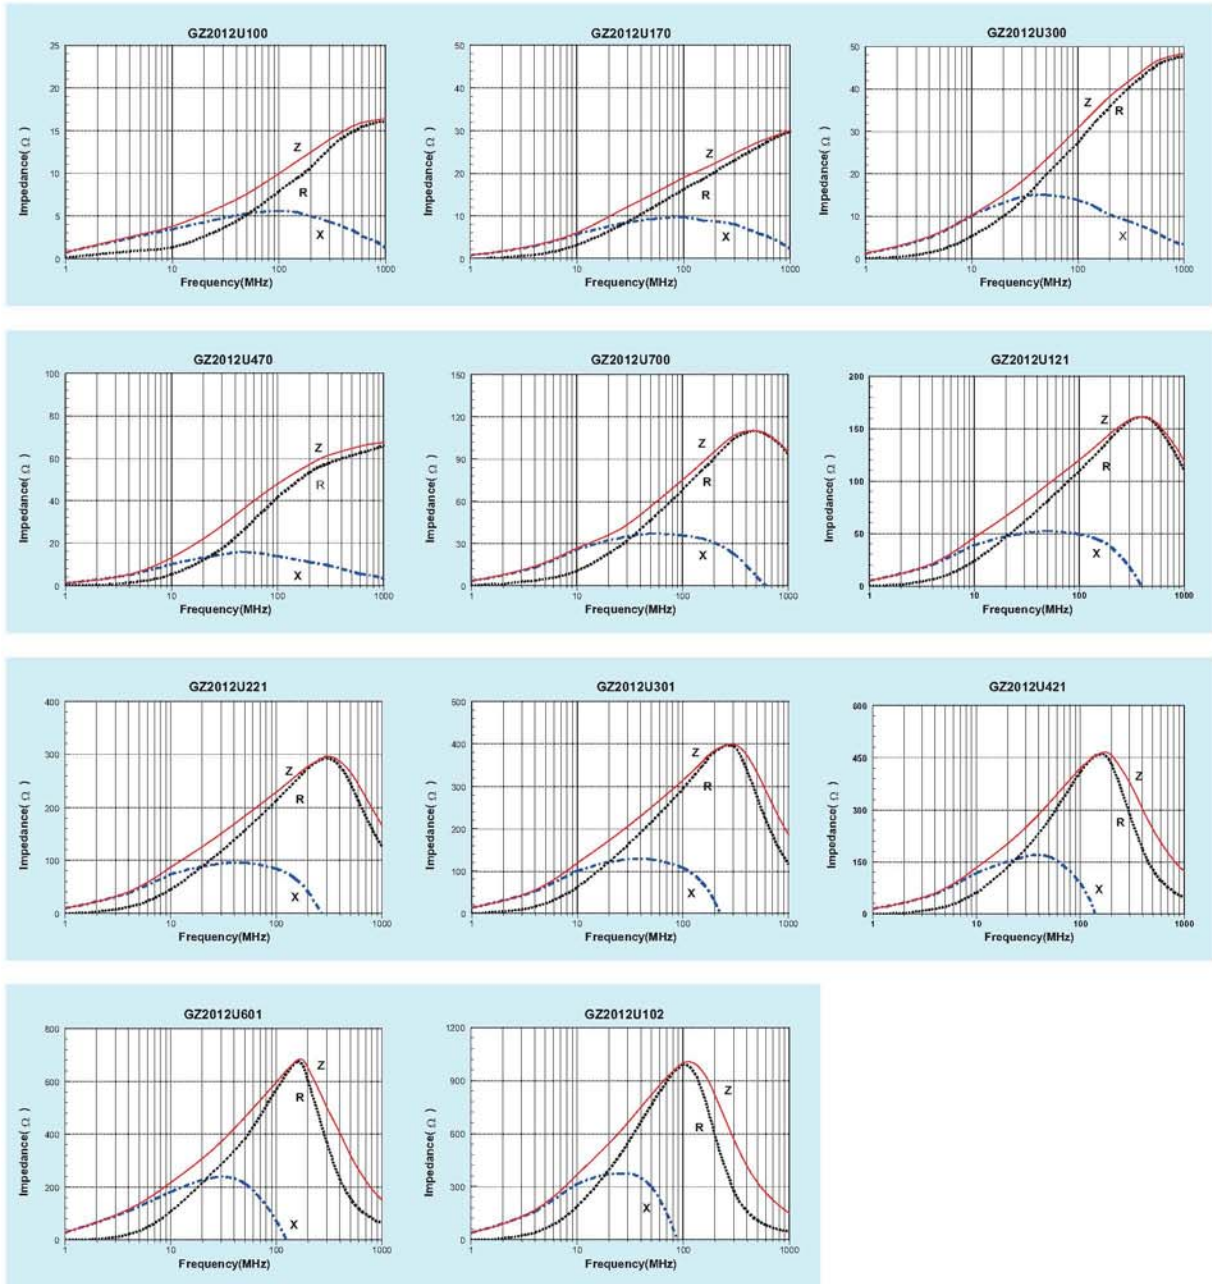 GZ2012U100
Impedance( Ω )
25
20
15
10
5
0
Z
R
X
1
10
100
1000
Frequency(MHz)
GZ2012U170
Impedance( Ω )
50
40
30
20
10
0
Z
R
X
1
10
100
1000
Frequency(MHz)
GZ2012U300
Impedance( Ω )
50
40
30
20
10
0
Z
R
X
1
10
100
1000
Frequency(MHz)
GZ2012U470
Impedance( Ω )
100
80
60
40
20
0
Z
R
X
1
10
100
1000
Frequency(MHz)
GZ2012U700
Impedance( Ω )
150
120
90
60
30
0
Z
R
X
1
10
100
1000
Frequency(MHz)
GZ2012U121
Impedance( Ω )
200
150
100
50
0
Z
R
X
1
10
100
1000
Frequency(MHz)
GZ2012U221
Impedance( Ω )
400
300
200
100
0
Z
R
X
1
10
100
1000
Frequency(MHz)
GZ2012U301
Impedance( Ω )
500
400
300
200
100
0
Z
R
X
1
10
100
1000
Frequency(MHz)
GZ2012U421
Impedance( Ω )
600
450
300
150
0
Z
R
X
1
10
100
1000
Frequency(MHz)
GZ2012U601
Impedance( Ω )
800
600
400
200
0
Z
R
X
1
10
100
1000
Frequency(MHz)
GZ2012U102
Impedance( Ω )
1200
900
600
300
0
Z
R
X
1
10
100
1000
Frequency(MHz)